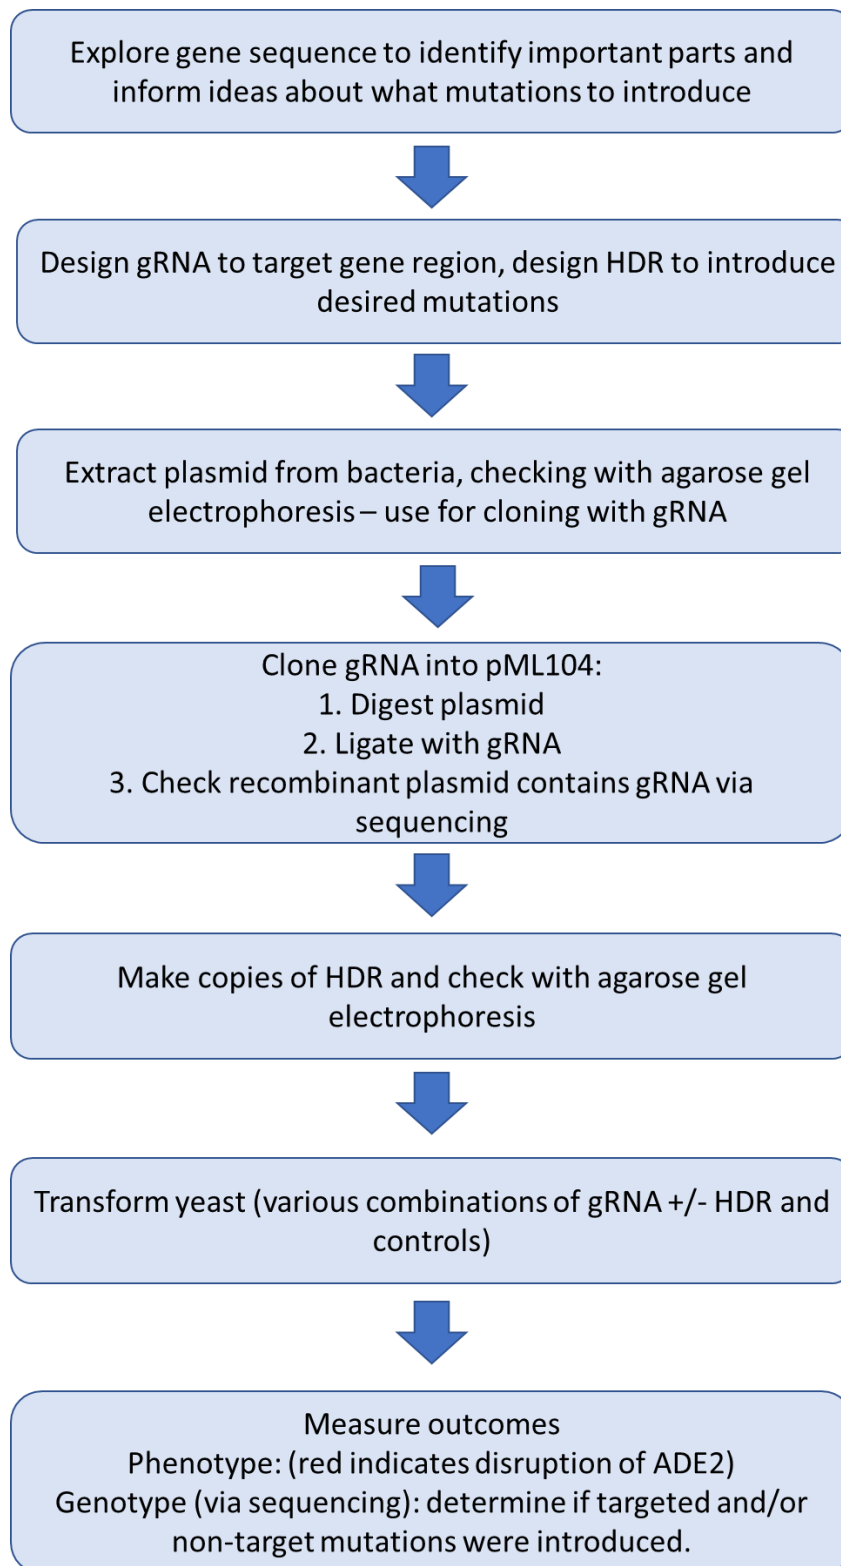 Explore gene sequence to identify important parts and
inform ideas about what mutations to introduce
Design gRNA to target gene region, design HDR to introduce
desired mutations
Extract plasmid from bacteria, checking with agarose gel
electrophoresis – use for cloning with gRNA
Clone gRNA into pML104:
1. Digest plasmid
2. Ligate with gRNA
3. Check recombinant plasmid contains gRNA via
sequencing
Make copies of HDR and check with agarose gel
electrophoresis
Transform yeast (various combinations of gRNA +/- HDR and
controls)
Measure outcomes
Phenotype: (red indicates disruption of ADE2)
Genotype (via sequencing): determine if targeted and/or
non-target mutations were introduced.